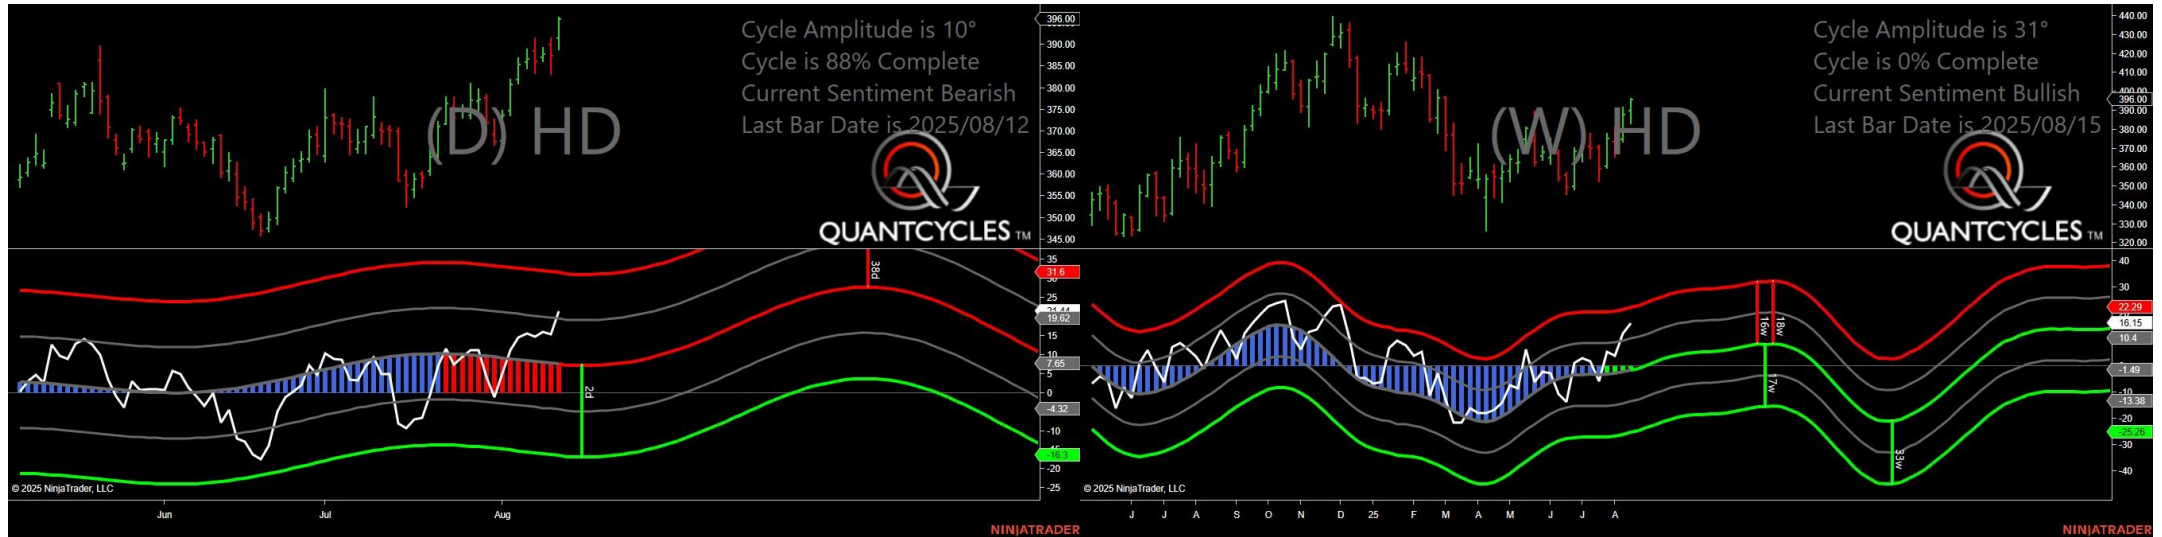 Cycle Amplitude is 10°
Cycle is 88% Complete
Current Sentiment Bearish
Last Bar Date is 2025/08/12
(D) HD
QUANTCYCLES TM
396.00
390.00
385.00
380.00
375.00
370.00
365.00
360.00
355.00
350.00
345.00
35
31.6
25
19.62
15
10
7.65
5
0
-4.32
-10
-16.3
-20
-25
38d
2d
© 2025 NinjaTrader, LLC
Jun Jul Aug
NINJATRADER
Cycle Amplitude is 31°
Cycle is 0% Complete
Current Sentiment Bullish
Last Bar Date is 2025/08/15
(W) HD
QUANTCYCLES TM
440.00
430.00
420.00
410.00
400.00
396.00
390.00
380.00
370.00
360.00
350.00
340.00
330.00
320.00
40
30
22.29
16.15
10.4
-1.49
-10
-13.38
-20
-25.26
-30
-40
16w
18w
17w
33w
© 2025 NinjaTrader, LLC
J J A S O N D 25 F M A M J J A
NINJATRADER